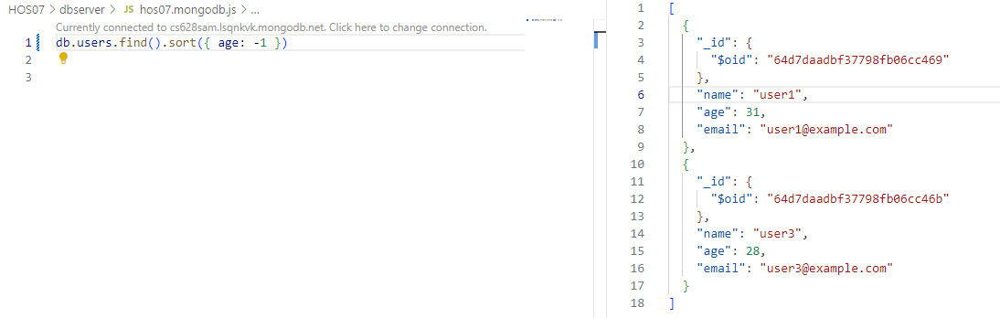 HOS07 > dbserver > JS hos07.mongodb.js > ...
Currently connected to cs628sam.lsqnkvk.mongodb.net. Click here to change connection.
1 db.users.find().sort({ age: -1 })
2
3
1 [
2 {
3 "_id": {
4 "$oid": "64d7daadbf37798fb06cc469"
5 },
6 "name": "user1",
7 "age": 31,
8 "email": "user1@example.com"
9 },
10 {
11 "_id": {
12 "$oid": "64d7daadbf37798fb06cc46b"
13 },
14 "name": "user3",
15 "age": 28,
16 "email": "user3@example.com"
17 }
18 ]